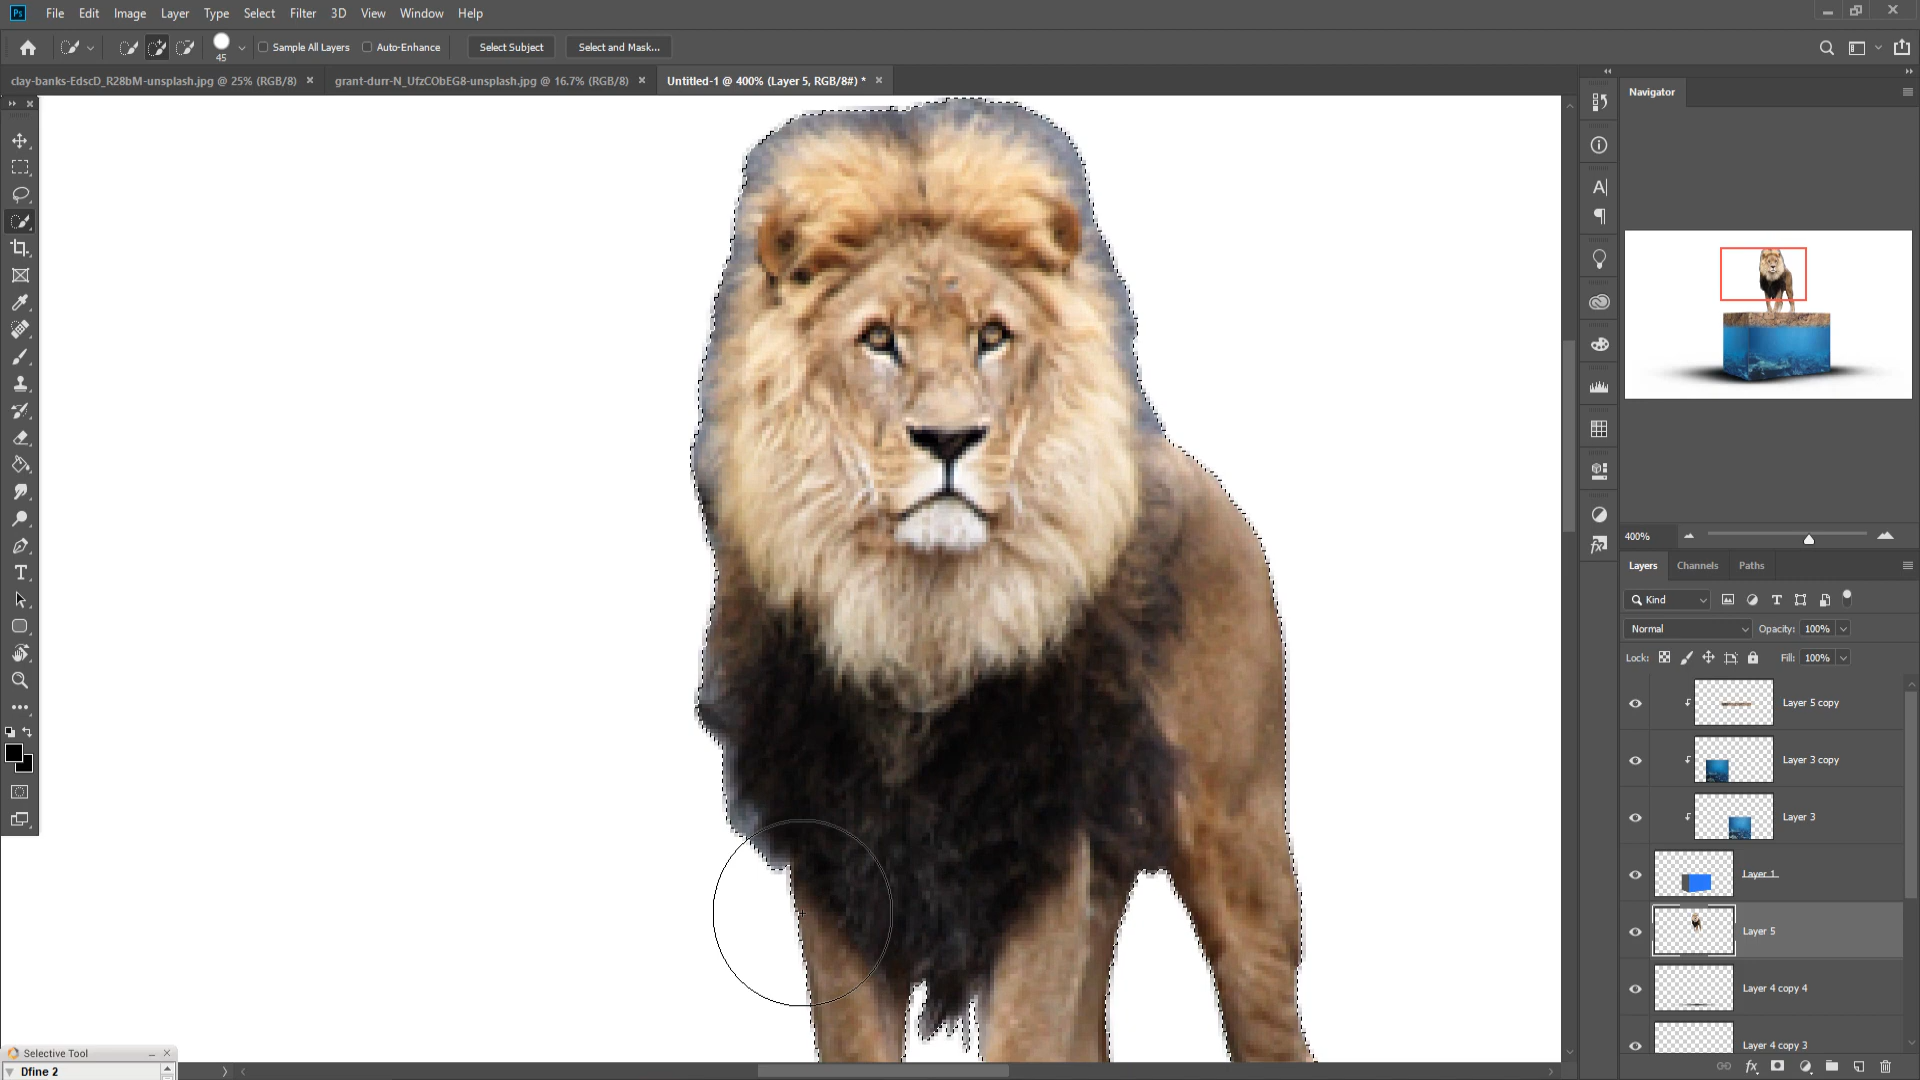 Ps File Edit Image Layer Type Select Filter 3D View Window Help
45 Sample All Layers Auto-Enhance Select Subject Select and Mask...
clay-banks-EdscD_R28bM-unsplash.jpg @ 25% (RGB/8) × grant-durr-N_UfzCObEG8-unsplash.jpg @ 16.7% (RGB/8) × Untitled-1 @ 400% (Layer 5, RGB/8#) * ×
Navigator
400%
Layers Channels Paths
Kind
Normal Opacity: 100%
Lock: Fill: 100%
Layer 5 copy
Layer 3 copy
Layer 3
Layer 1
Layer 5
Layer 4 copy 4
Layer 4 copy 3
Selective Tool
Dfine 2